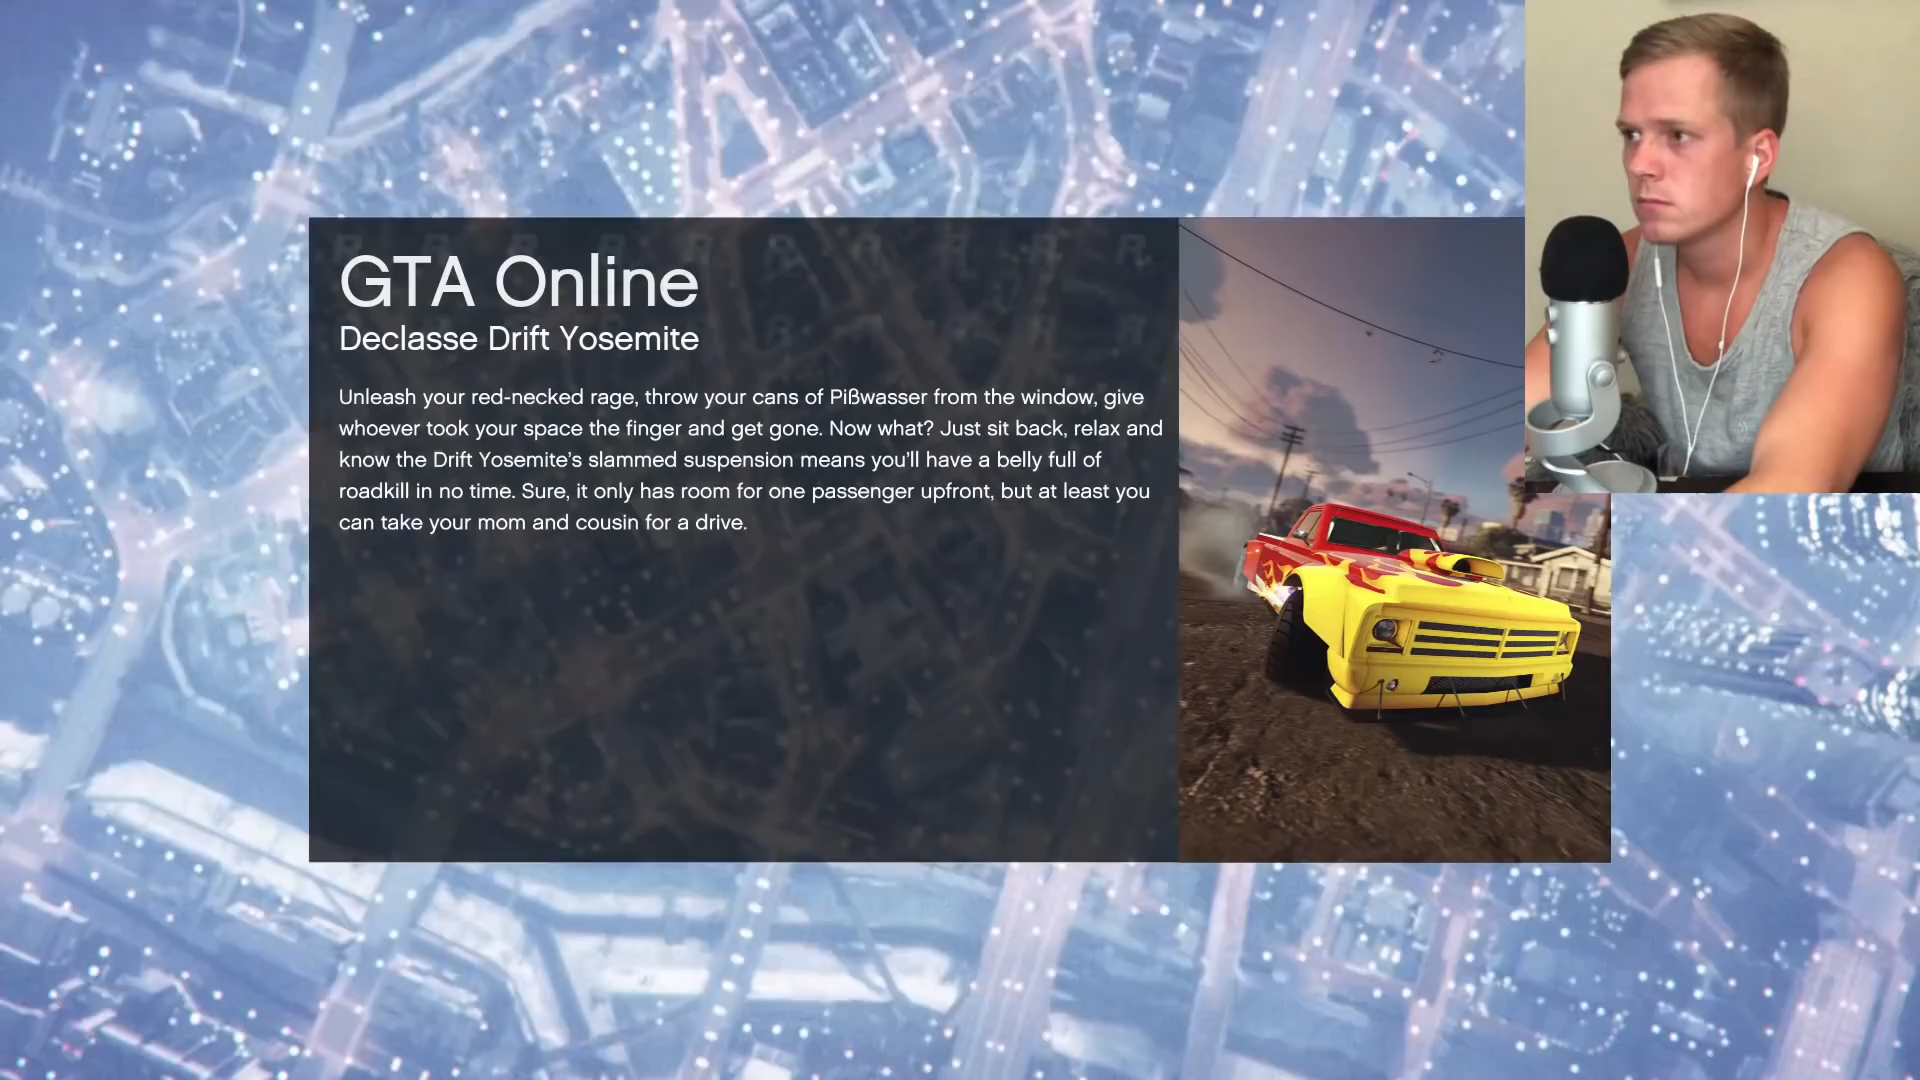 GTA Online
Declasse Drift Yosemite
Unleash your red-necked rage, throw your cans of Pißwasser from the window, give
whoever took your space the finger and get gone. Now what? Just sit back, relax and
know the Drift Yosemite's slammed suspension means you'll have a belly full of
roadkill in no time. Sure, it only has room for one passenger upfront, but at least you
can take your mom and cousin for a drive.